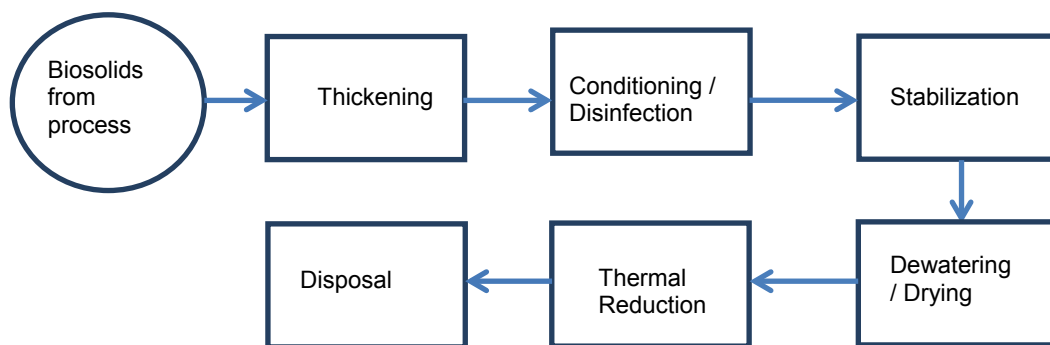 Biosolids
from
process
Thickening
Conditioning /
Disinfection
Stabilization
Dewatering
/ Drying
Thermal
Reduction
Disposal